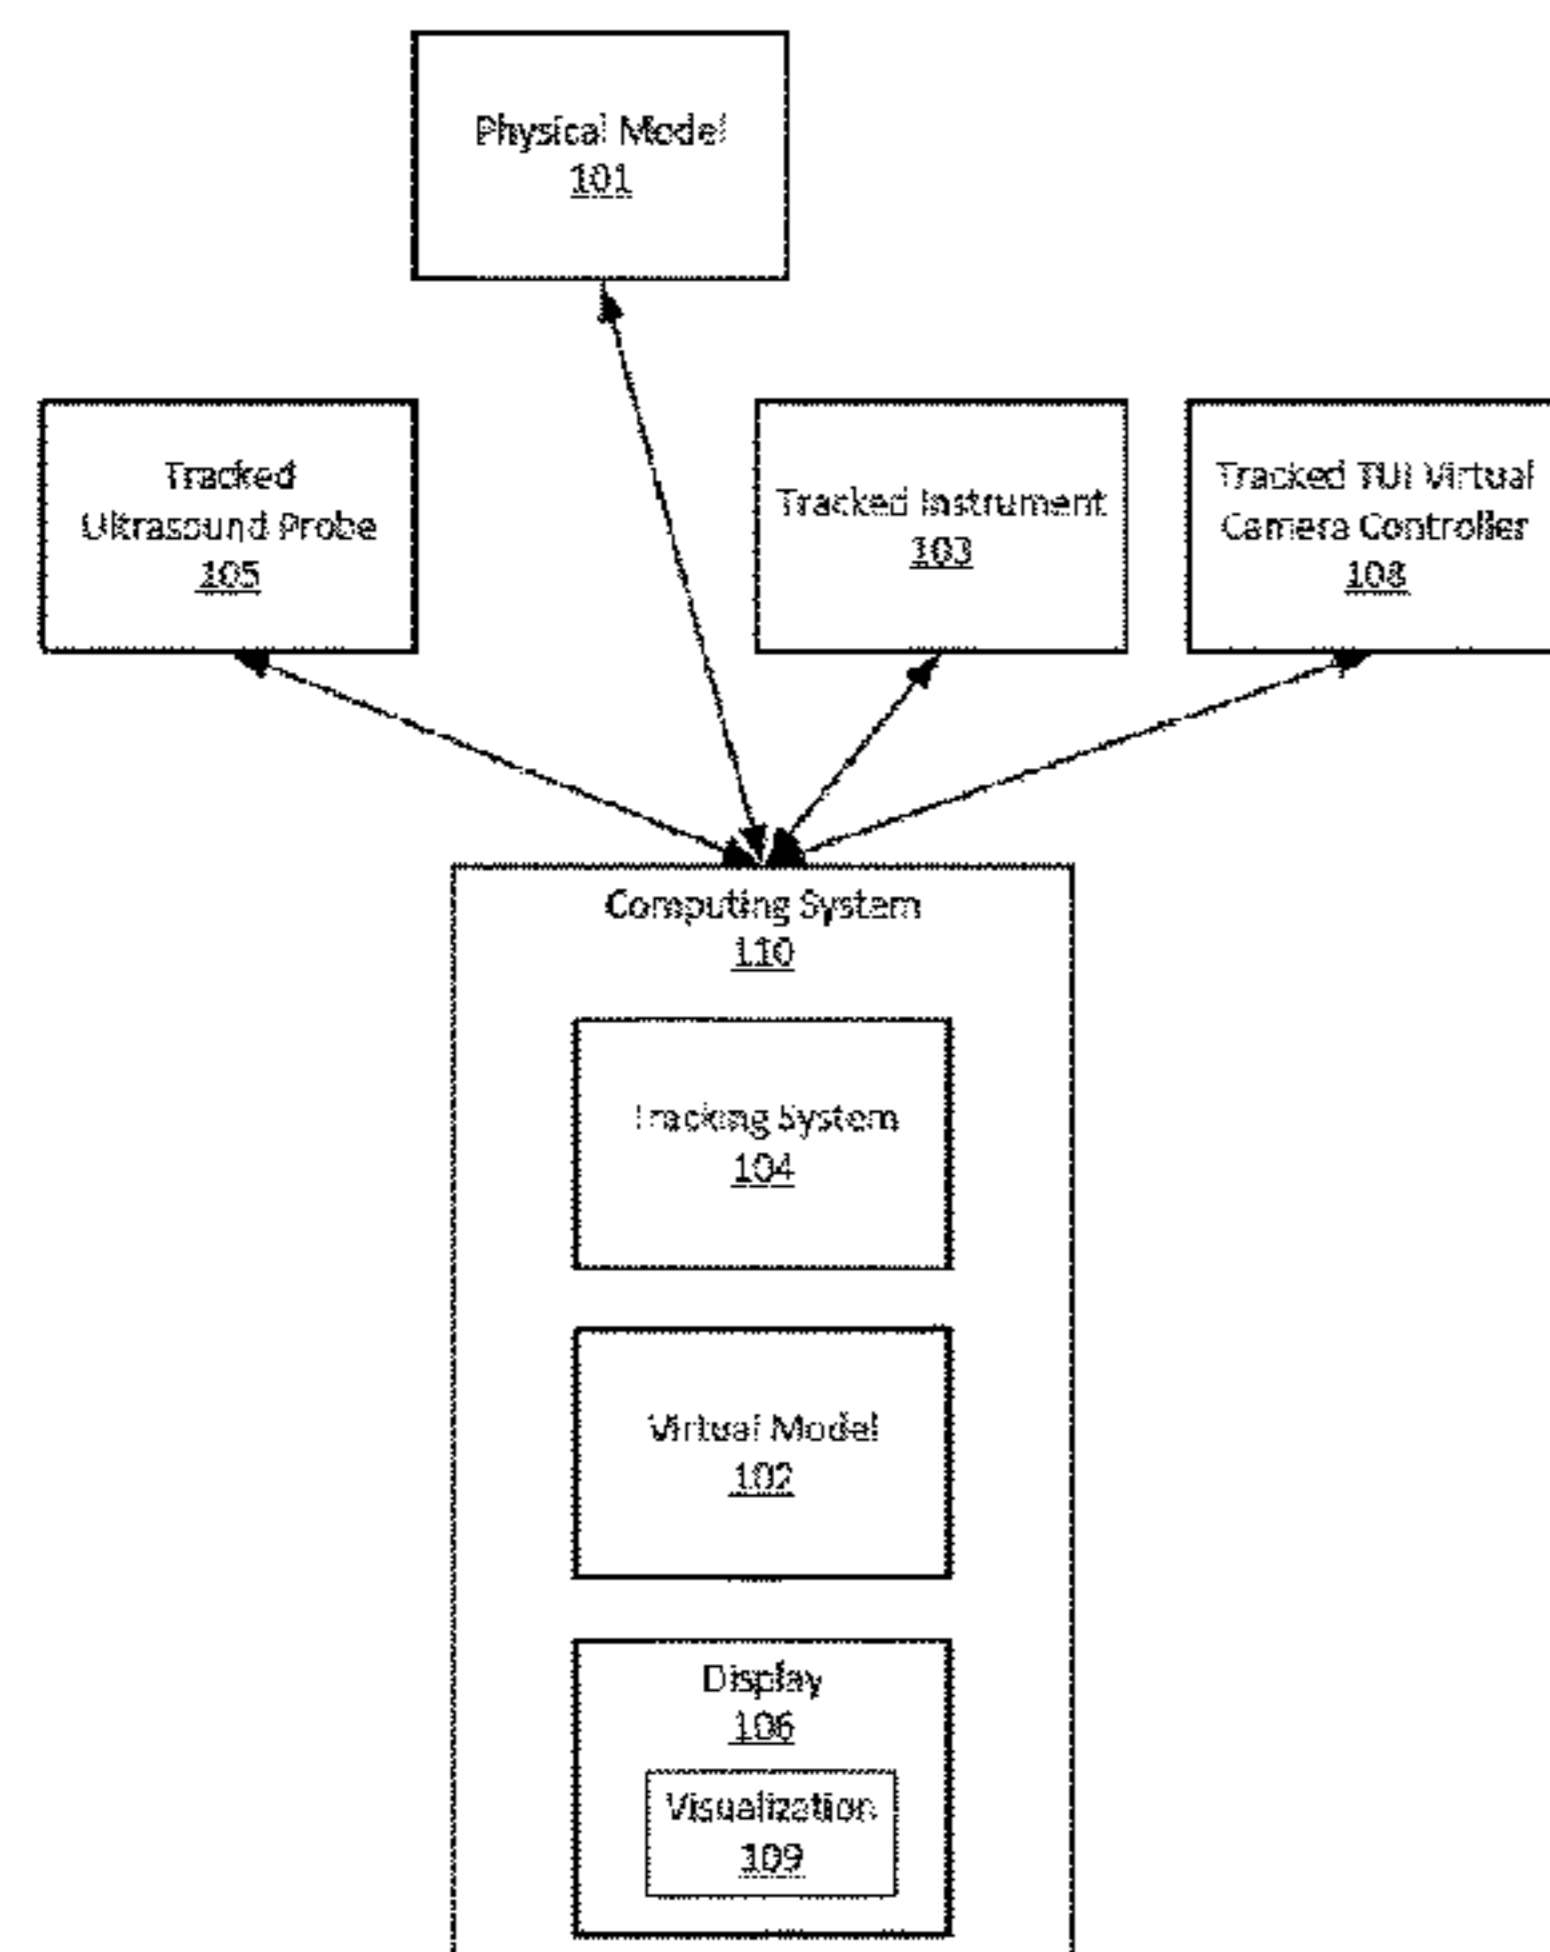 Physical Model
101
Tracked
Ultrasound Probe
105
Tracked Instrument
103
Tracked TUI Virtual
Camera Controller
108
Computing System
110
Tracking System
104
Virtual Model
102
Display
106
Visualization
109